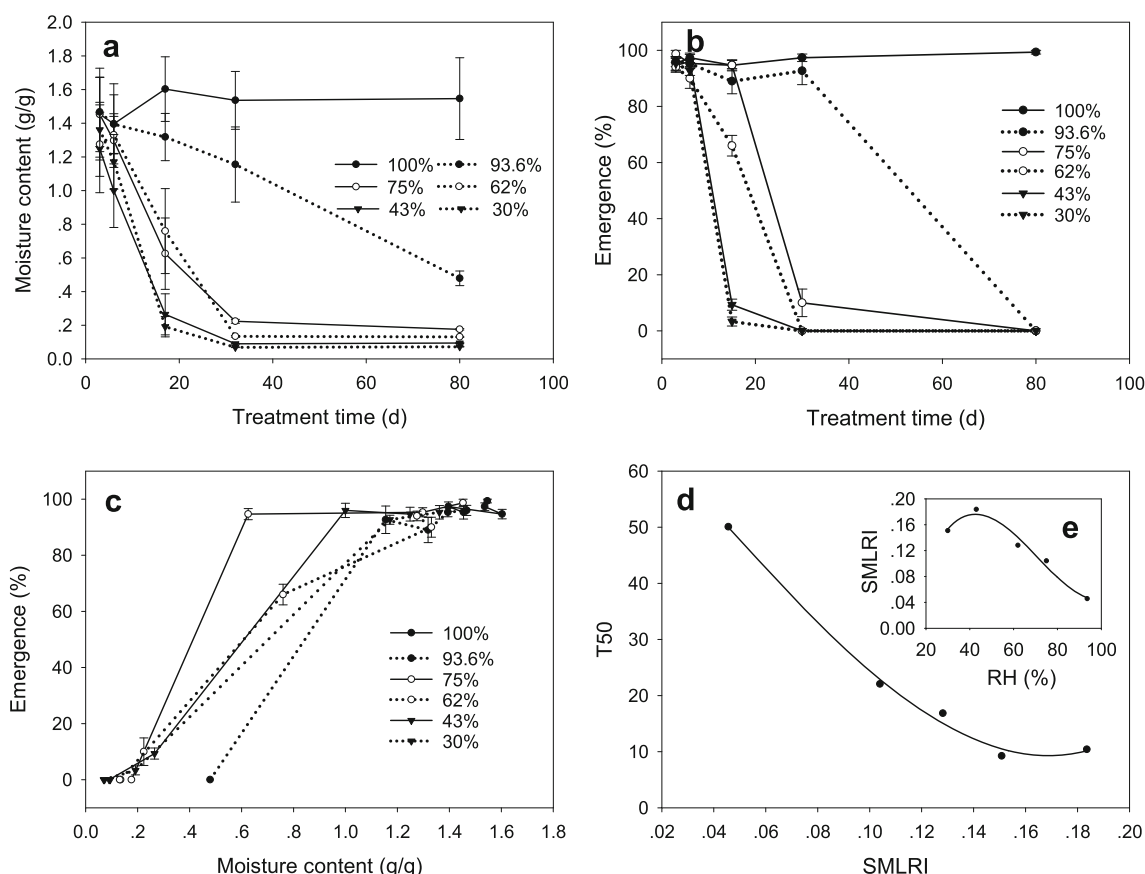 a
2.0
1.8
1.6
1.4
1.2
1.0
.8
.6
.4
.2
0.0
Moisture content (g/g)
100% 93.6%
75% 62%
43% 30%
0 20 40 60 80 100
Treatment time (d)
b
100
80
60
40
20
0
Emergence (%)
100%
93.6%
75%
62%
43%
30%
0 20 40 60 80 100
Treatment time (d)
c
100
80
60
40
20
0
Emergence (%)
100%
93.6%
75%
62%
43%
30%
0.0 .2 .4 .6 .8 1.0 1.2 1.4 1.6 1.8
Moisture content (g/g)
d
60
50
40
30
20
10
0
T50
.02 .04 .06 .08 .10 .12 .14 .16 .18 .20
SMLRI
e
.20
.16
.12
.08
.04
0.00
SMLRI
20 40 60 80 100
RH (%)